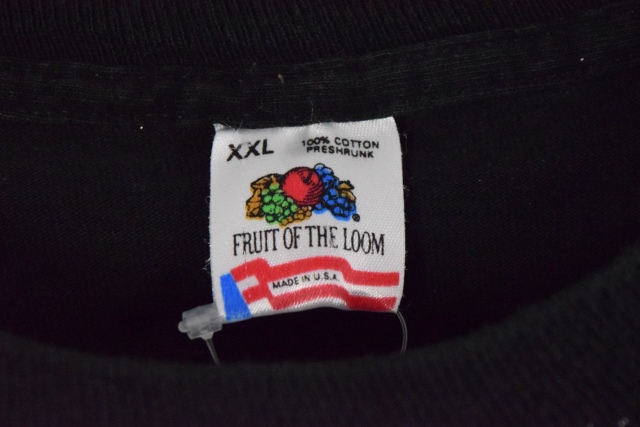 XXL
100% COTTON
PRESHRUNK
®
FRUIT OF THE LOOM
MADE IN U.S.A.